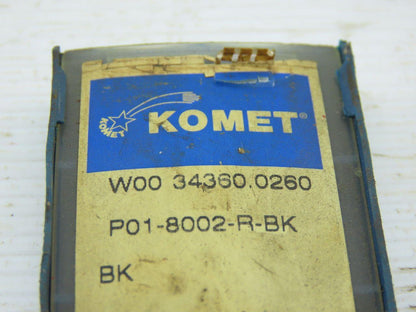 KOMET®
KOMET
W00 34360.0260
P01-8002-R-BK
BK